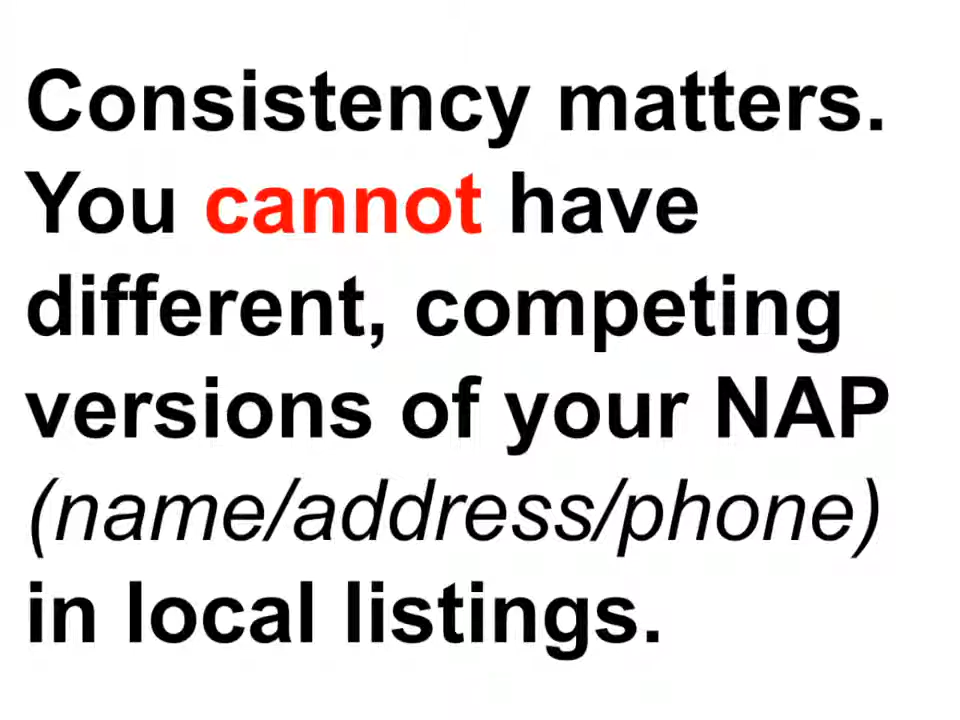 Consistency matters.
You cannot have
different, competing
versions of your NAP
(name/address/phone)
in local listings.